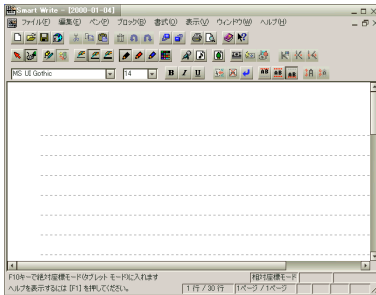 Smart Write - [2000-01-04]
ファイル(F) 編集(E) ペン(P) ブロック(B) 書式(O) 表示(V) ウィンドウ(W) ヘルプ(H)
MS UI Gothic 14 B I U
F10キーで絶対座標モード(タブレット モード)に入れます 相対座標モード
ヘルプを表示するには [F1] を押してください。 1 行 / 30 行 1ページ / 1ページ